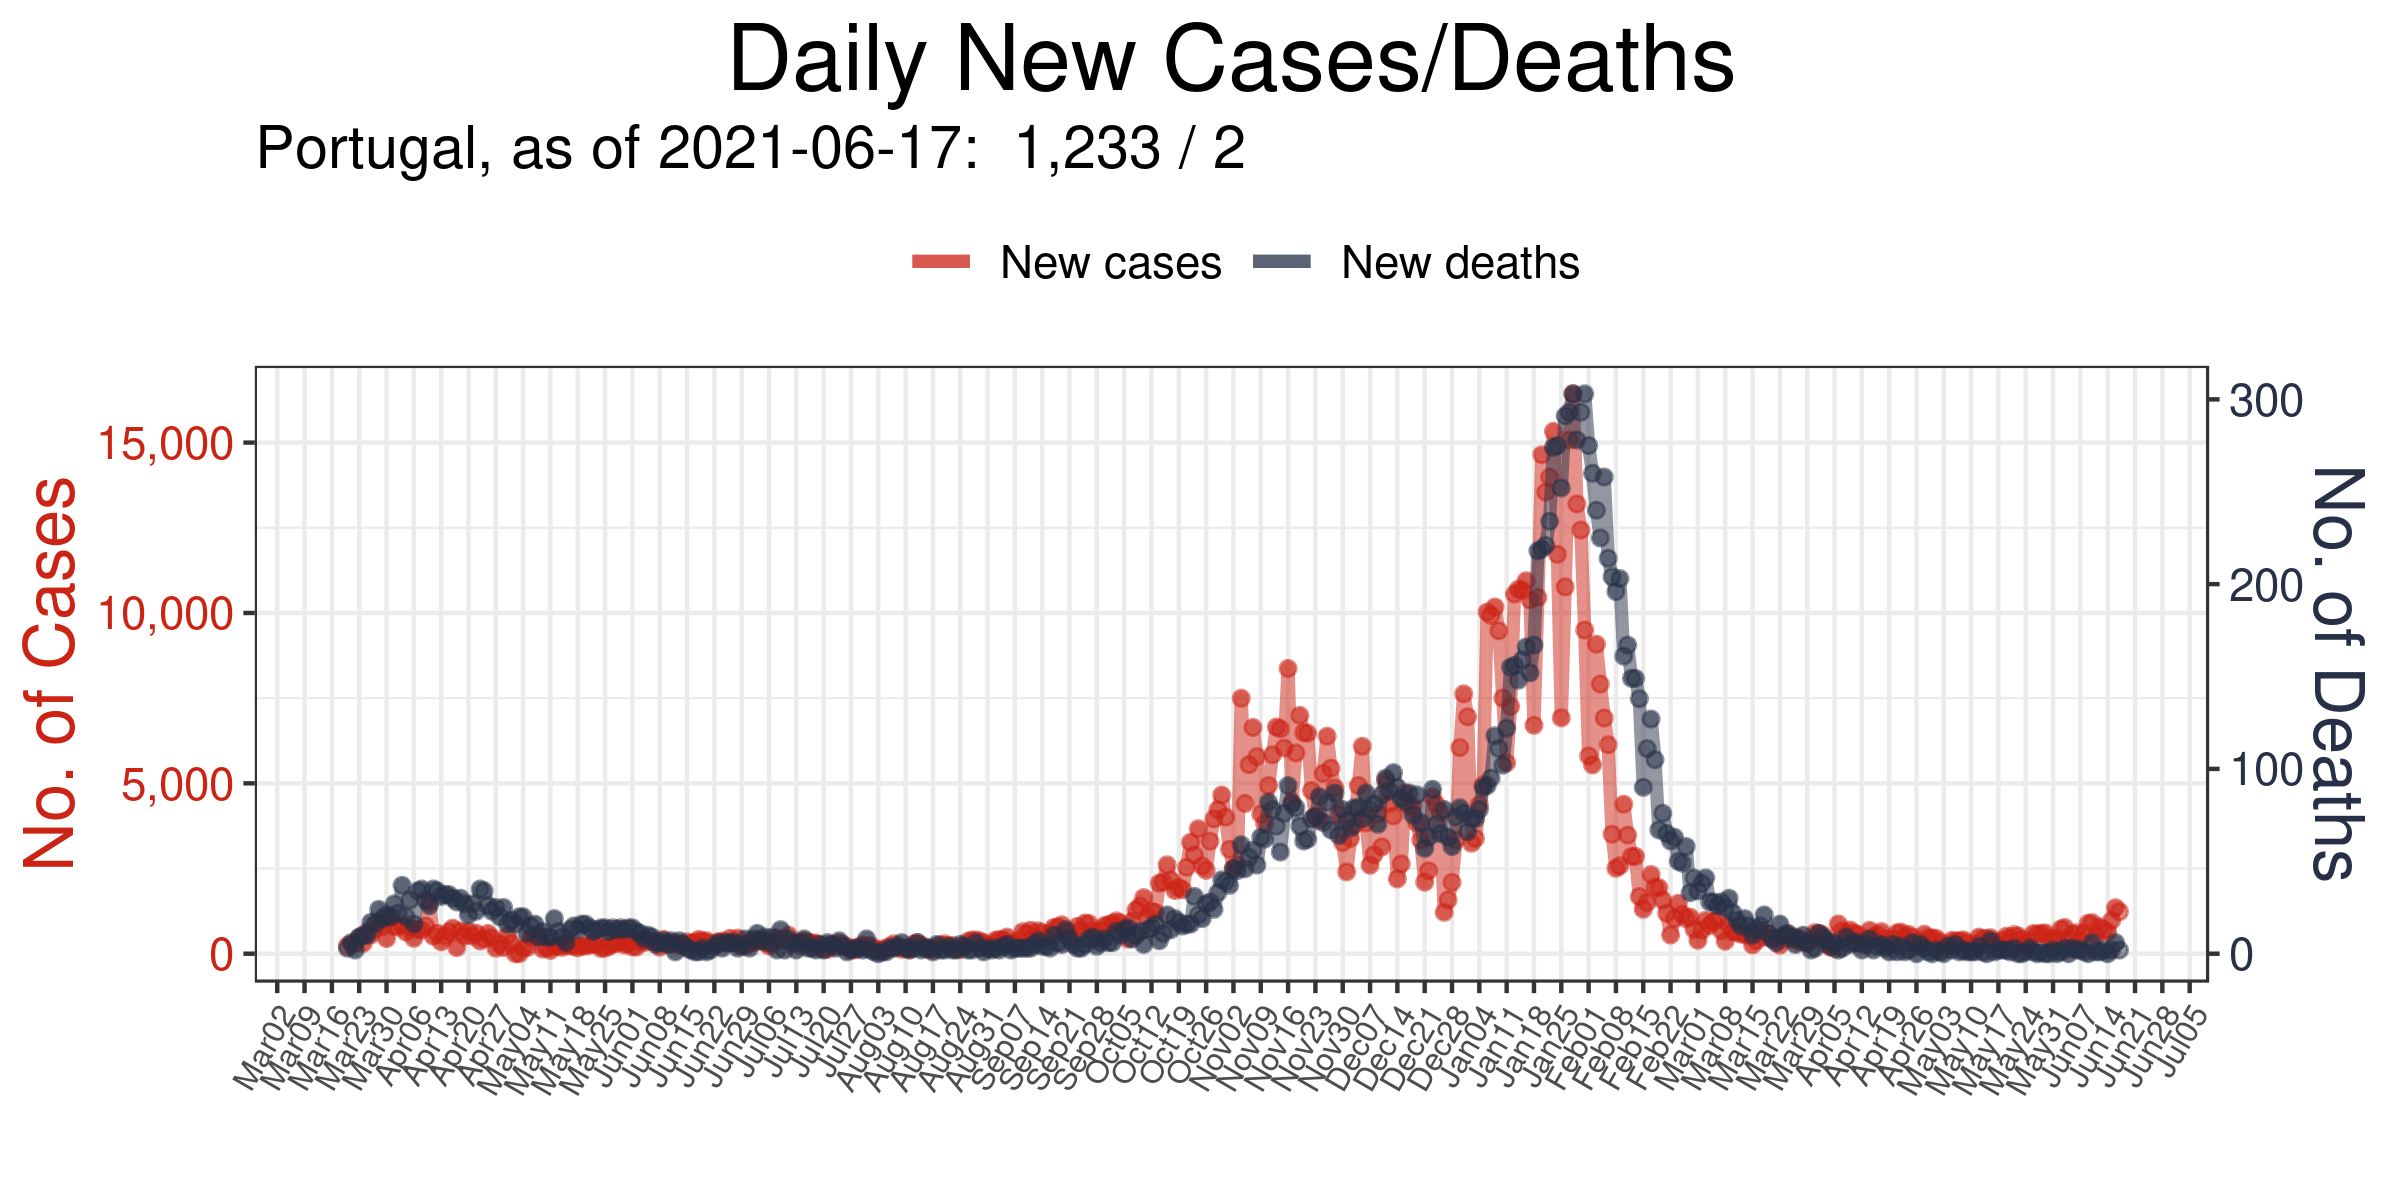 Daily New Cases/Deaths
Portugal, as of 2021-06-17:  1,233 / 2
New cases New deaths
No. of Cases
15,000
10,000
5,000
0
300
200
100
0
No. of Deaths
Mar02 Mar09 Mar16 Mar23 Mar30 Apr06 Apr13 Apr20 Apr27 May04 May11 May18 May25 Jun01 Jun08 Jun15 Jun22 Jun29 Jul06 Jul13 Jul20 Jul27 Aug03 Aug10 Aug17 Aug24 Aug31 Sep07 Sep14 Sep21 Sep28 Oct05 Oct12 Oct19 Oct26 Nov02 Nov09 Nov16 Nov23 Nov30 Dec07 Dec14 Dec21 Dec28 Jan04 Jan11 Jan18 Jan25 Feb01 Feb08 Feb15 Feb22 Mar01 Mar08 Mar15 Mar22 Mar29 Apr05 Apr12 Apr19 Apr26 May03 May10 May17 May24 May31 Jun07 Jun14 Jun21 Jun28 Jul05